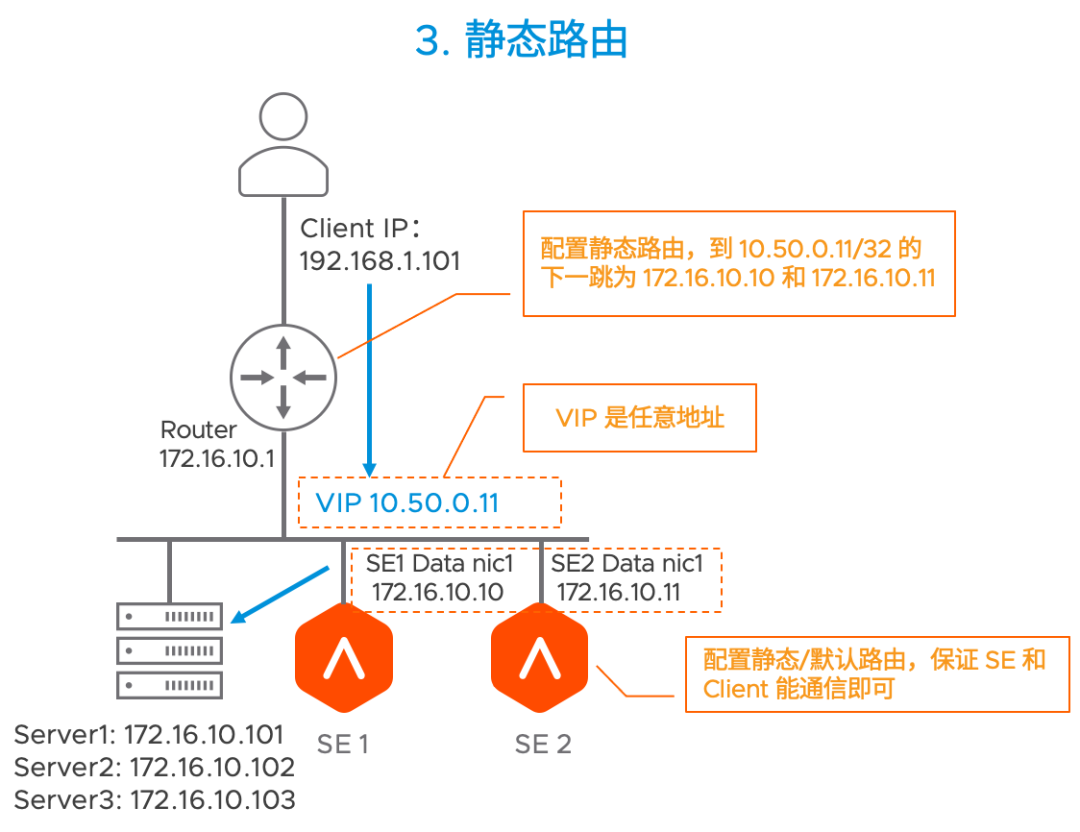 3. 静态路由
Client IP：
192.168.1.101
配置静态路由，到 10.50.0.11/32 的
下一跳为 172.16.10.10 和 172.16.10.11
VIP 是任意地址
Router
172.16.10.1
VIP 10.50.0.11
SE1 Data nic1
172.16.10.10
SE2 Data nic1
172.16.10.11
配置静态/默认路由，保证 SE 和
Client 能通信即可
SE 1
SE 2
Server1: 172.16.10.101
Server2: 172.16.10.102
Server3: 172.16.10.103